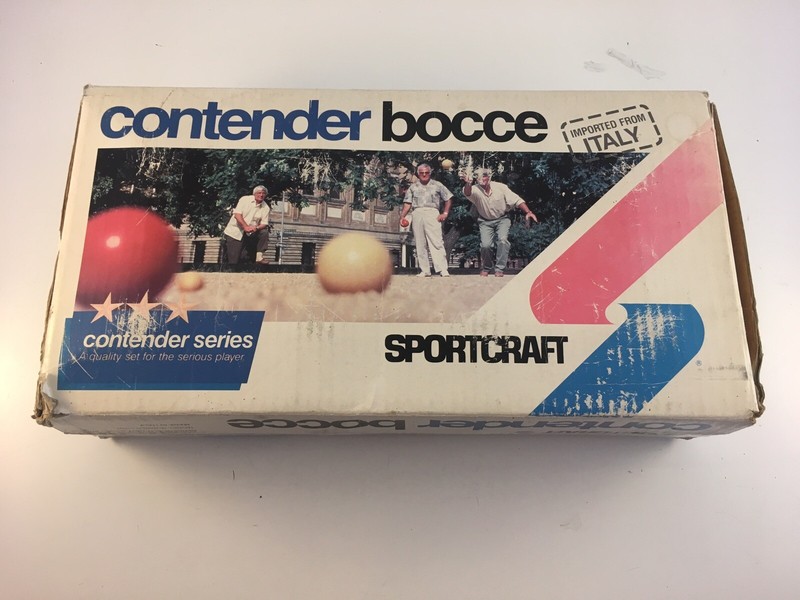 contender bocce
IMPORTED FROM
ITALY
contender series
A quality set for the serious player
SPORTCRAFT
contender bocce